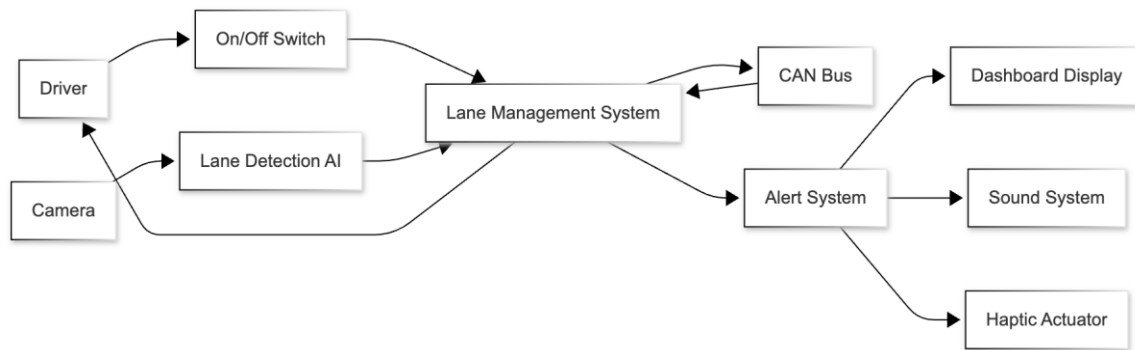 On/Off Switch
Driver
Lane Detection AI
Camera
Lane Management System
CAN Bus
Alert System
Dashboard Display
Sound System
Haptic Actuator